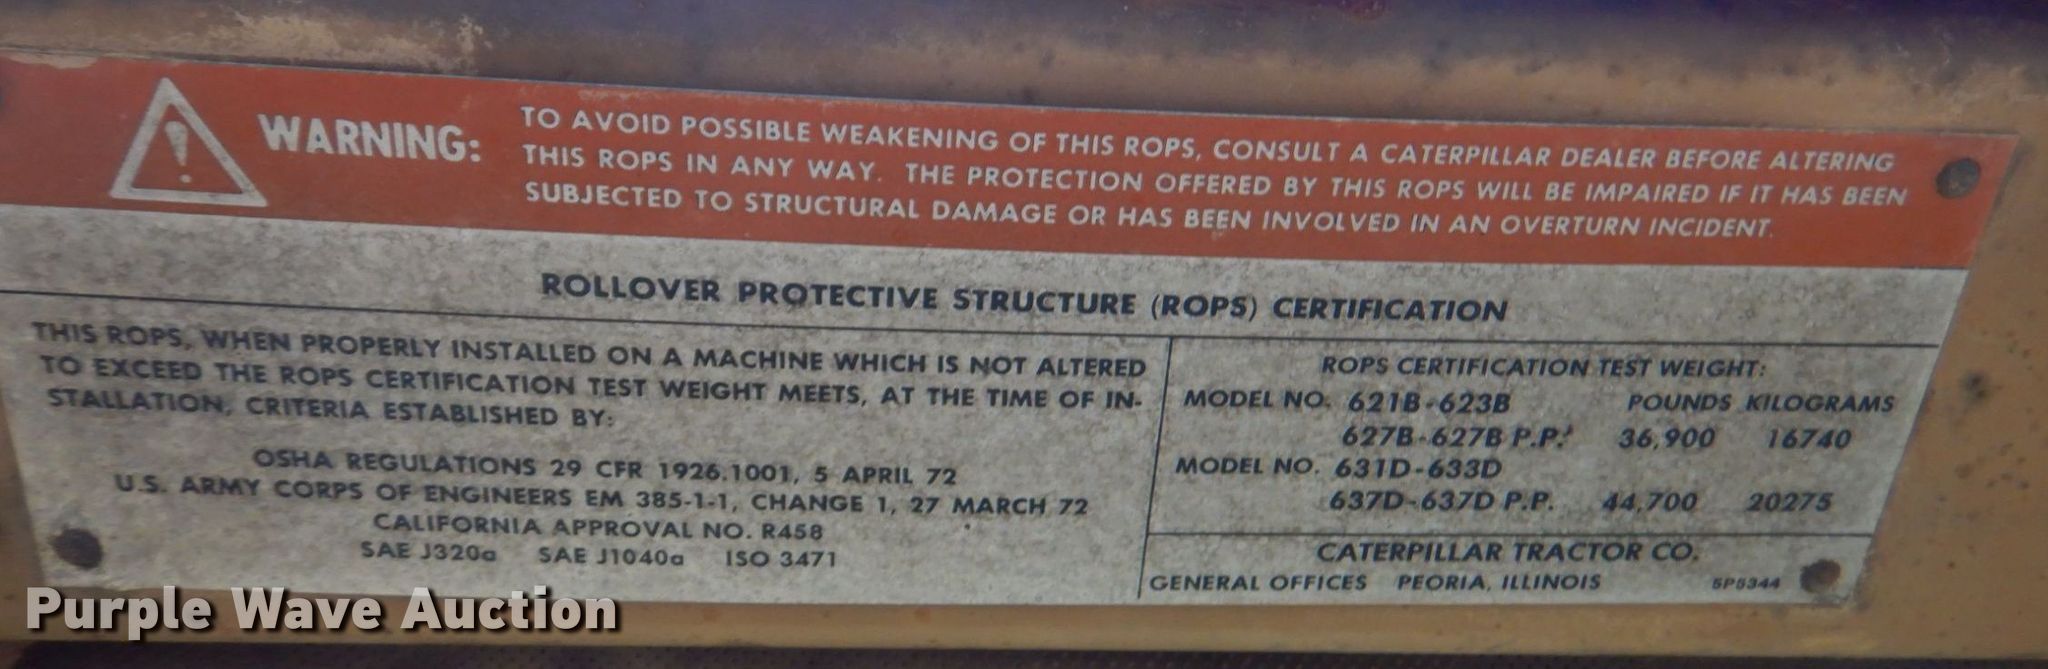 WARNING:
TO AVOID POSSIBLE WEAKENING OF THIS ROPS, CONSULT A CATERPILLAR DEALER BEFORE ALTERING
THIS ROPS IN ANY WAY. THE PROTECTION OFFERED BY THIS ROPS WILL BE IMPAIRED IF IT HAS BEEN
SUBJECTED TO STRUCTURAL DAMAGE OR HAS BEEN INVOLVED IN AN OVERTURN INCIDENT.
ROLLOVER PROTECTIVE STRUCTURE (ROPS) CERTIFICATION
THIS ROPS, WHEN PROPERLY INSTALLED ON A MACHINE WHICH IS NOT ALTERED
TO EXCEED THE ROPS CERTIFICATION TEST WEIGHT MEETS, AT THE TIME OF IN-
STALLATION, CRITERIA ESTABLISHED BY:
OSHA REGULATIONS 29 CFR 1926.1001, 5 APRIL 72
U.S. ARMY CORPS OF ENGINEERS EM 385-1-1, CHANGE 1, 27 MARCH 72
CALIFORNIA APPROVAL NO. R458
SAE J320a SAE J1040a ISO 3471
ROPS CERTIFICATION TEST WEIGHT:
MODEL NO. 621B-623B POUNDS KILOGRAMS
627B-627B P.P. 36,900 16740
MODEL NO. 631D-633D
637D-637D P.P. 44,700 20275
CATERPILLAR TRACTOR CO.
GENERAL OFFICES PEORIA, ILLINOIS 5P5344
Purple Wave Auction